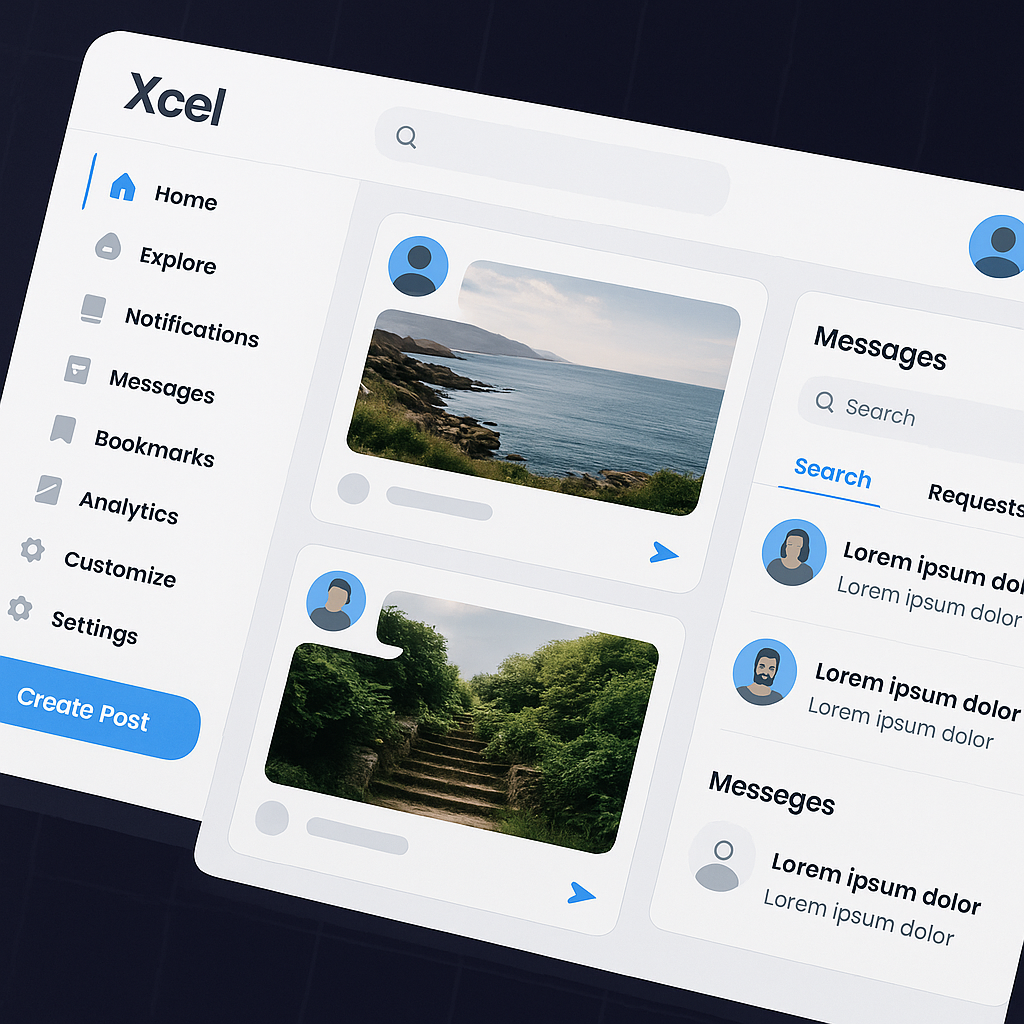 Xcel
Home
Explore
Notifications
Messages
Bookmarks
Analytics
Customize
Settings
Create Post
Messages
Search
Search
Requests
Lorem ipsum dol
Lorem ipsum dolor
Lorem ipsum dolor
Lorem ipsum dolor
Messeges
Lorem ipsum dolor
Lorem ipsum dolor